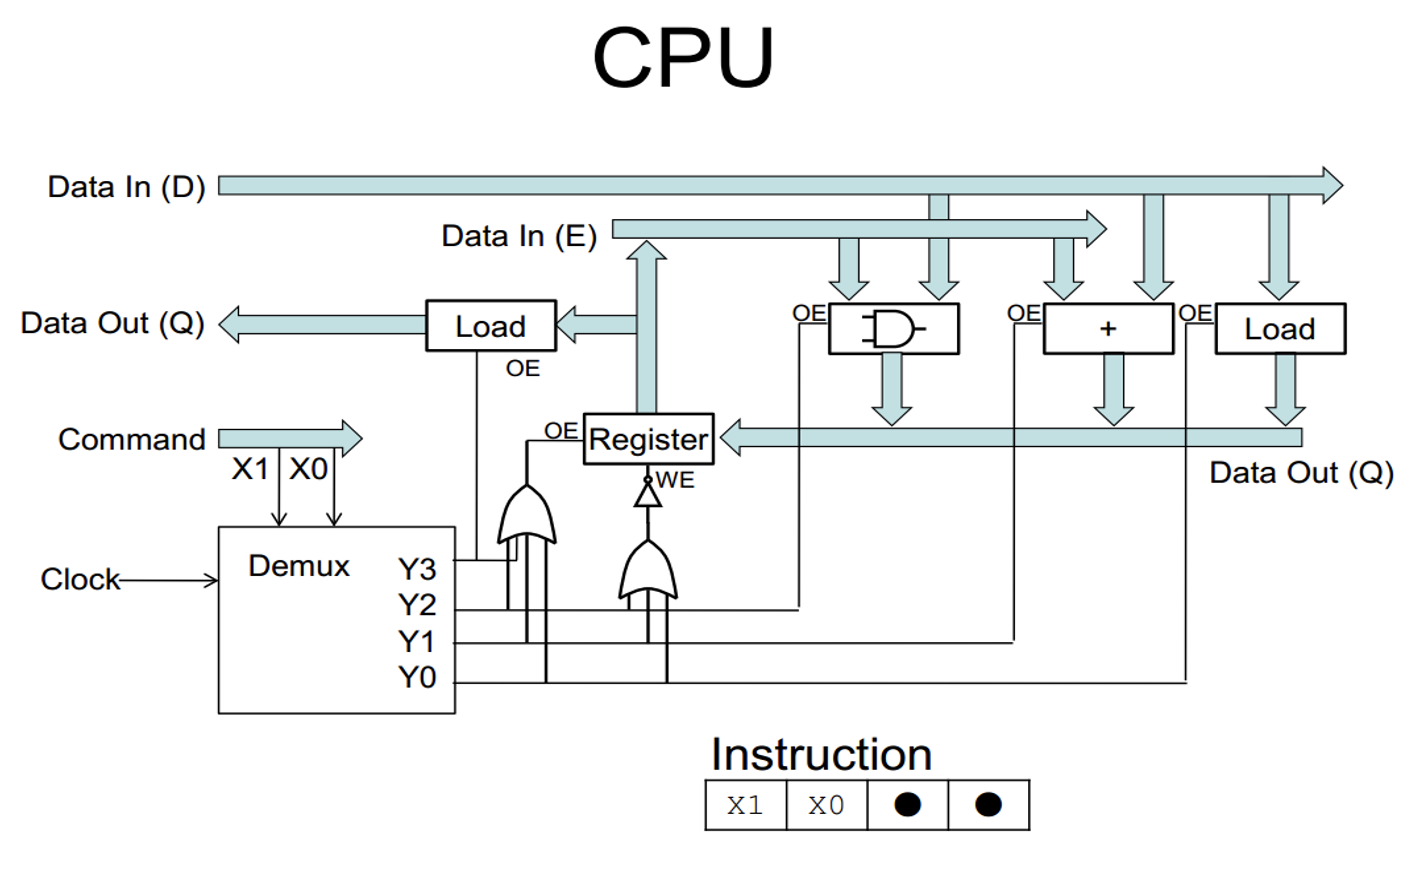 CPU
Data In (D)
Data In (E)
Data Out (Q)
Load
OE
OE
OE
+
OE
Load
Command
X1 X0
OE
Register
WE
Data Out (Q)
Clock
Demux
Y3
Y2
Y1
Y0
Instruction
X1 X0 ● ●